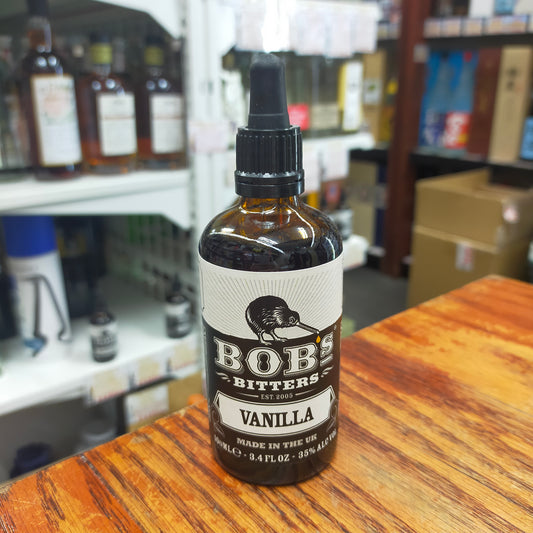 BOB'S
BITTERS
EST. 2005
VANILLA
MADE IN THE UK
100ML℮ · 3.4 FL OZ · 35% ALC VOL